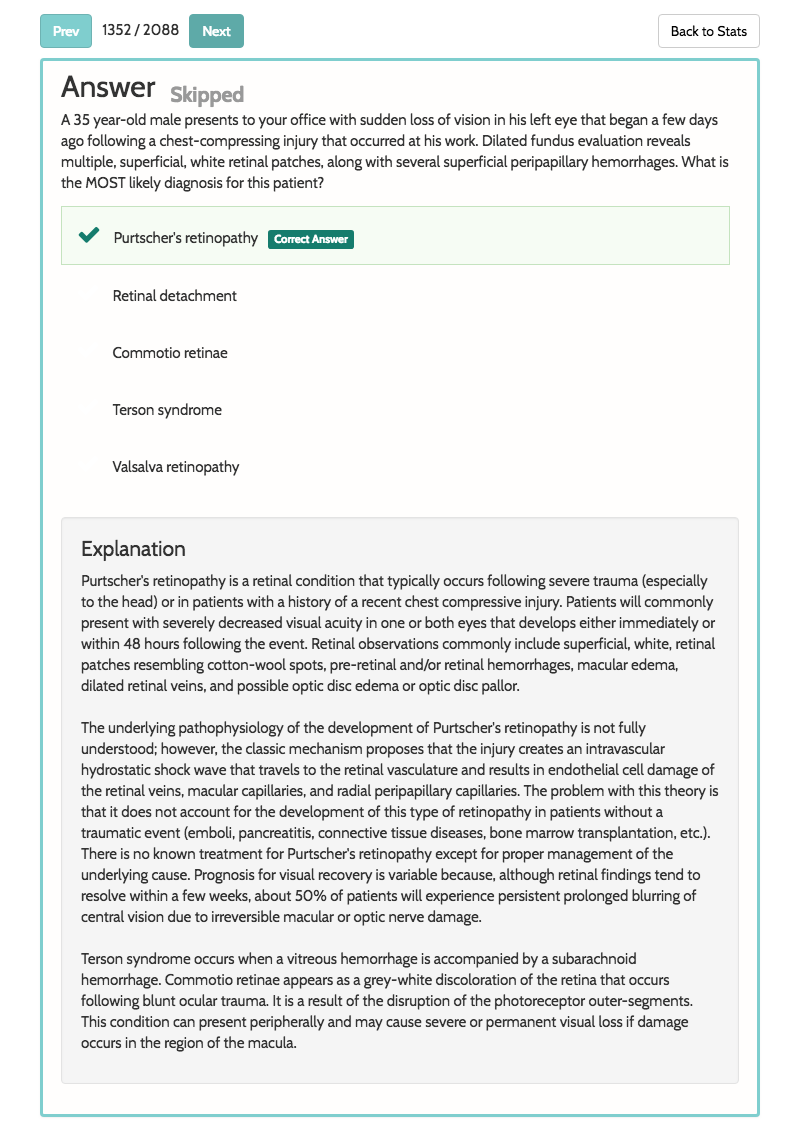 Prev 1352 / 2088 Next Back to Stats
Answer Skipped
A 35 year-old male presents to your office with sudden loss of vision in his left eye that began a few days
ago following a chest-compressing injury that occurred at his work. Dilated fundus evaluation reveals
multiple, superficial, white retinal patches, along with several superficial peripapillary hemorrhages. What is
the MOST likely diagnosis for this patient?
Purtscher's retinopathy Correct Answer
Retinal detachment
Commotio retinae
Terson syndrome
Valsalva retinopathy
Explanation
Purtscher's retinopathy is a retinal condition that typically occurs following severe trauma (especially
to the head) or in patients with a history of a recent chest compressive injury. Patients will commonly
present with severely decreased visual acuity in one or both eyes that develops either immediately or
within 48 hours following the event. Retinal observations commonly include superficial, white, retinal
patches resembling cotton-wool spots, pre-retinal and/or retinal hemorrhages, macular edema,
dilated retinal veins, and possible optic disc edema or optic disc pallor.
The underlying pathophysiology of the development of Purtscher's retinopathy is not fully
understood; however, the classic mechanism proposes that the injury creates an intravascular
hydrostatic shock wave that travels to the retinal vasculature and results in endothelial cell damage of
the retinal veins, macular capillaries, and radial peripapillary capillaries. The problem with this theory is
that it does not account for the development of this type of retinopathy in patients without a
traumatic event (emboli, pancreatitis, connective tissue diseases, bone marrow transplantation, etc.).
There is no known treatment for Purtscher's retinopathy except for proper management of the
underlying cause. Prognosis for visual recovery is variable because, although retinal findings tend to
resolve within a few weeks, about 50% of patients will experience persistent prolonged blurring of
central vision due to irreversible macular or optic nerve damage.
Terson syndrome occurs when a vitreous hemorrhage is accompanied by a subarachnoid
hemorrhage. Commotio retinae appears as a grey-white discoloration of the retina that occurs
following blunt ocular trauma. It is a result of the disruption of the photoreceptor outer-segments.
This condition can present peripherally and may cause severe or permanent visual loss if damage
occurs in the region of the macula.